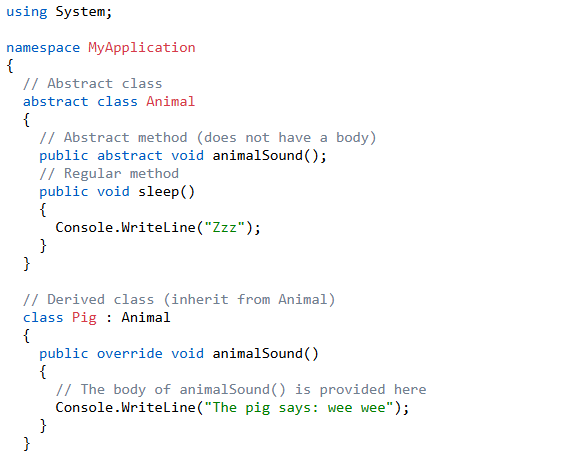 using System;
namespace MyApplication
{
// Abstract class
abstract class Animal
{
// Abstract method (does not have a body)
public abstract void animalSound();
// Regular method
public void sleep()
{
Console.WriteLine("Zzz");
}
}
// Derived class (inherit from Animal)
class Pig : Animal
{
public override void animalSound()
{
// The body of animalSound() is provided here
Console.WriteLine("The pig says: wee wee");
}
}